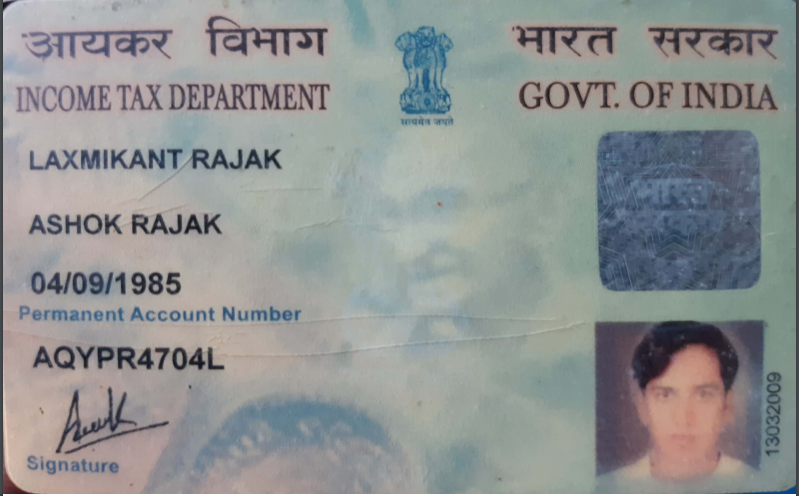 आयकर विभाग
भारत सरकार
INCOME TAX DEPARTMENT
GOVT. OF INDIA
सत्यमेव जयते
LAXMIKANT RAJAK
भारत
ASHOK RAJAK
04/09/1985
Permanent Account Number
AQYPR4704L
13032009
Signature